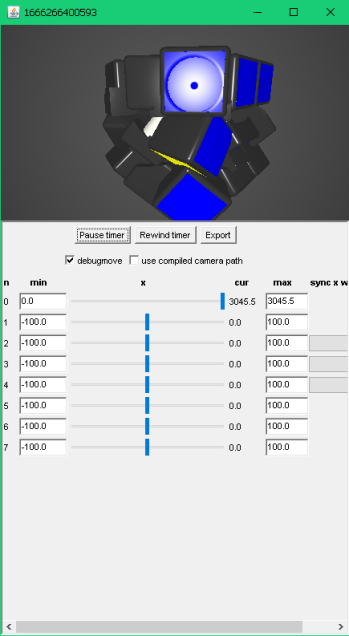 1666266400593
Pause timer Rewind timer Export
debugmove use compiled camera path
n min x cur max sync x w
0 0.0 3045.5 3045.5
1 -100.0 0.0 100.0
2 -100.0 0.0 100.0
3 -100.0 0.0 100.0
4 -100.0 0.0 100.0
5 -100.0 0.0 100.0
6 -100.0 0.0 100.0
7 -100.0 0.0 100.0